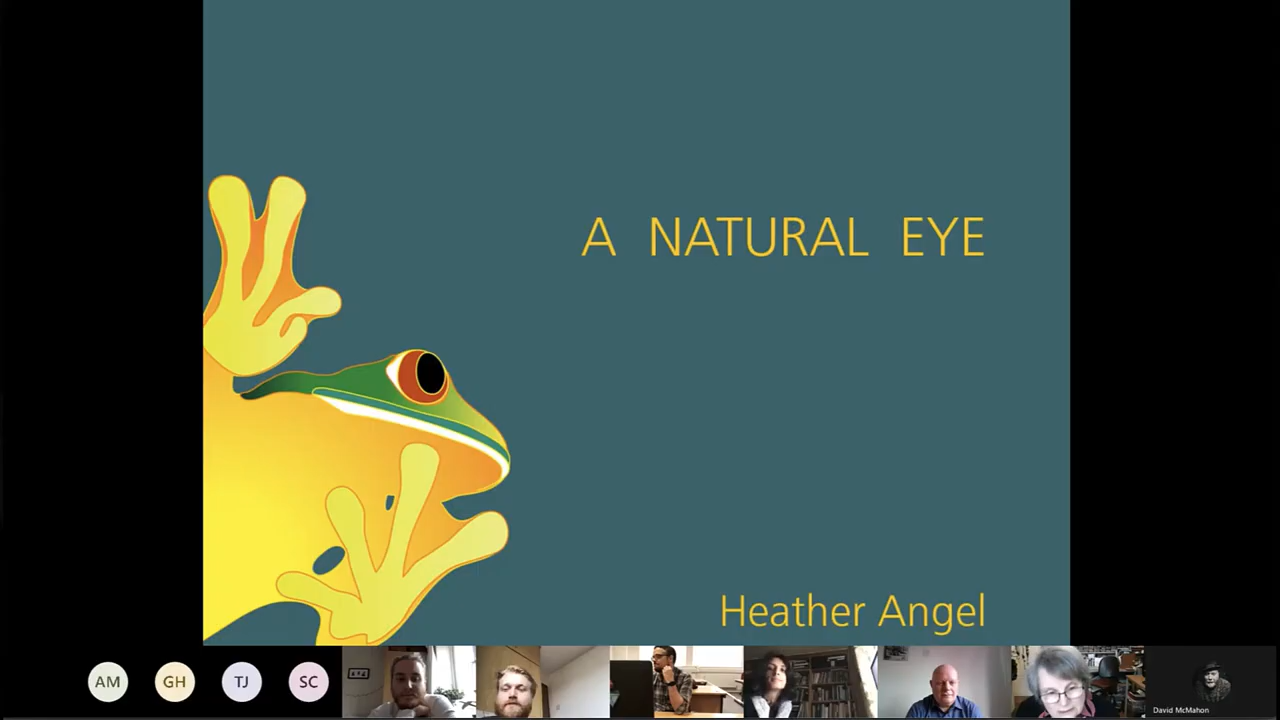 A NATURAL EYE
Heather Angel
AM
GH
TJ
SC
David McMahon